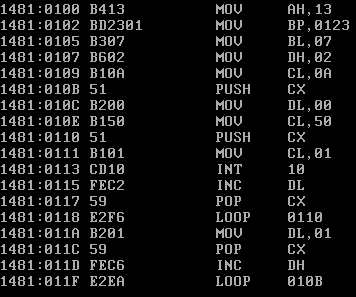 1481:0100 B413 MOV AH,13
1481:0102 BD2301 MOV BP,0123
1481:0105 B307 MOV BL,07
1481:0107 B602 MOV DH,02
1481:0109 B10A MOV CL,0A
1481:010B 51 PUSH CX
1481:010C B200 MOV DL,00
1481:010E B150 MOV CL,50
1481:0110 51 PUSH CX
1481:0111 B101 MOV CL,01
1481:0113 CD10 INT 10
1481:0115 FEC2 INC DL
1481:0117 59 POP CX
1481:0118 E2F6 LOOP 0110
1481:011A B201 MOV DL,01
1481:011C 59 POP CX
1481:011D FEC6 INC DH
1481:011F E2EA LOOP 010B